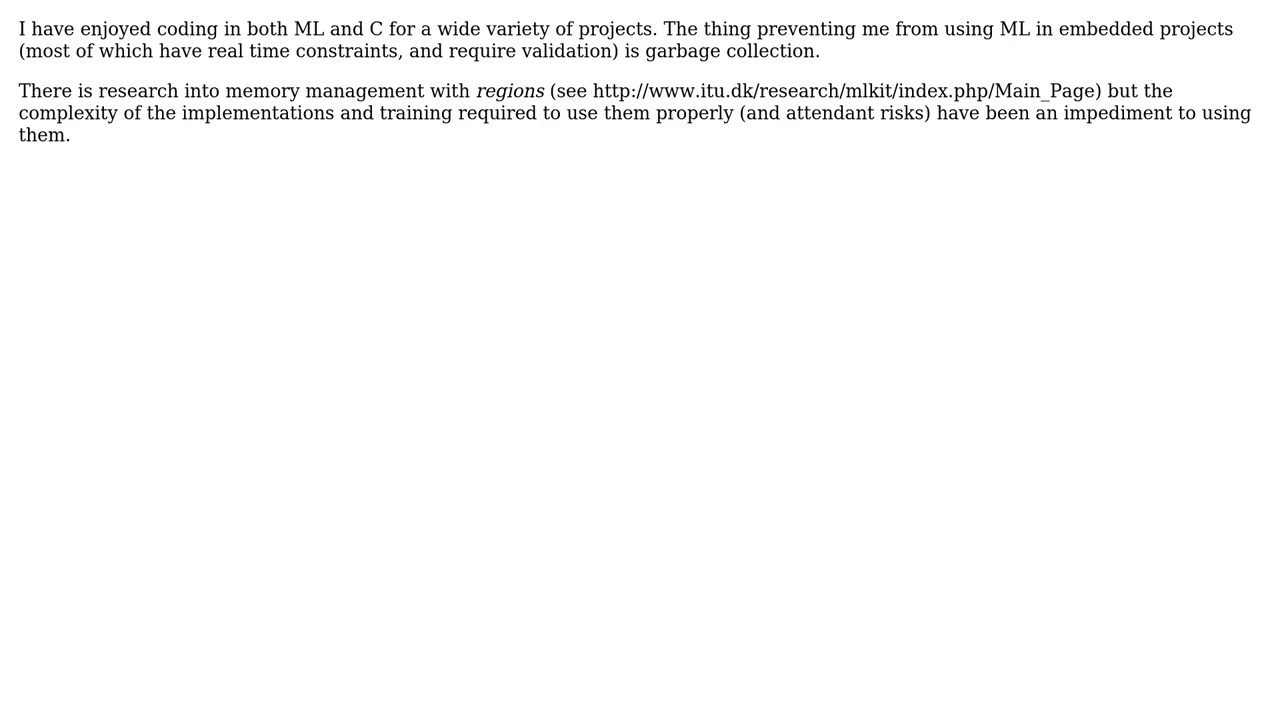 I have enjoyed coding in both ML and C for a wide variety of projects. The thing preventing me from using ML in embedded projects
(most of which have real time constraints, and require validation) is garbage collection.
There is research into memory management with regions (see http://www.itu.dk/research/mlkit/index.php/Main_Page) but the
complexity of the implementations and training required to use them properly (and attendant risks) have been an impediment to using
them.